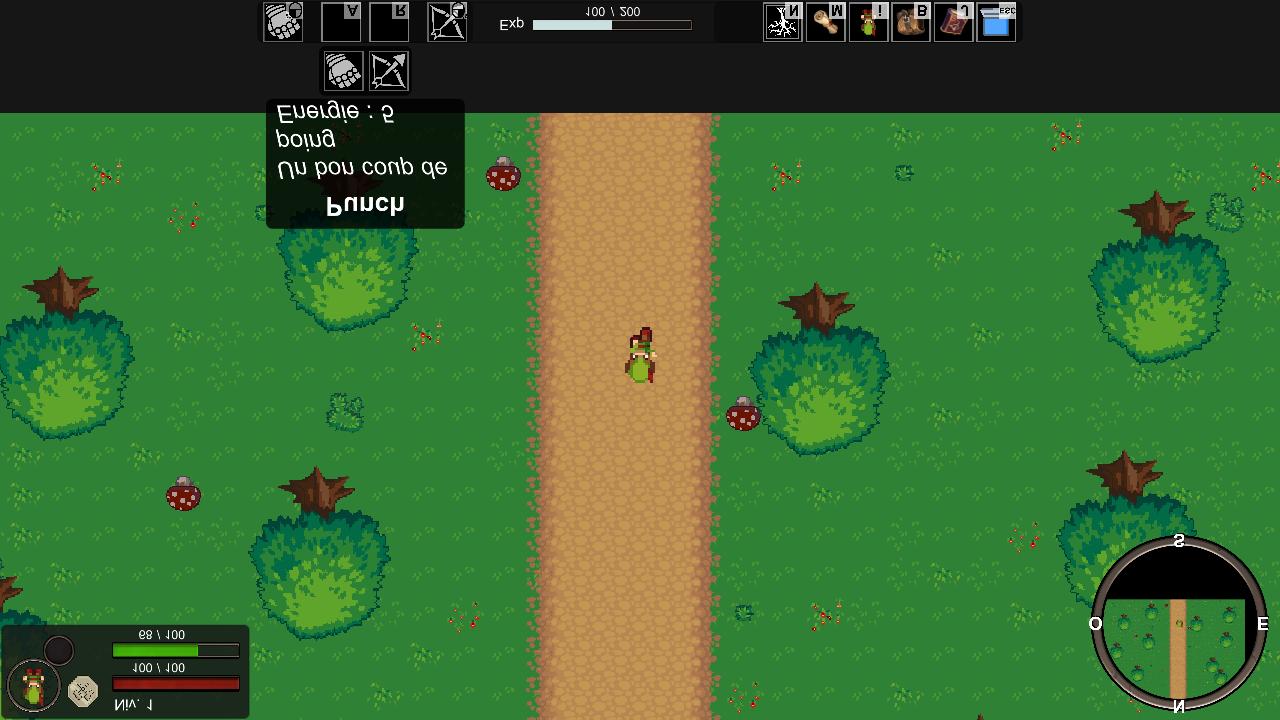 Niv. 1
100 / 100
68 / 100
N
O
E
S
Punch
Un bon coup de
poing
Energie : 5
A
R
Exp
100 / 200
N
M
I
B
J
ESC